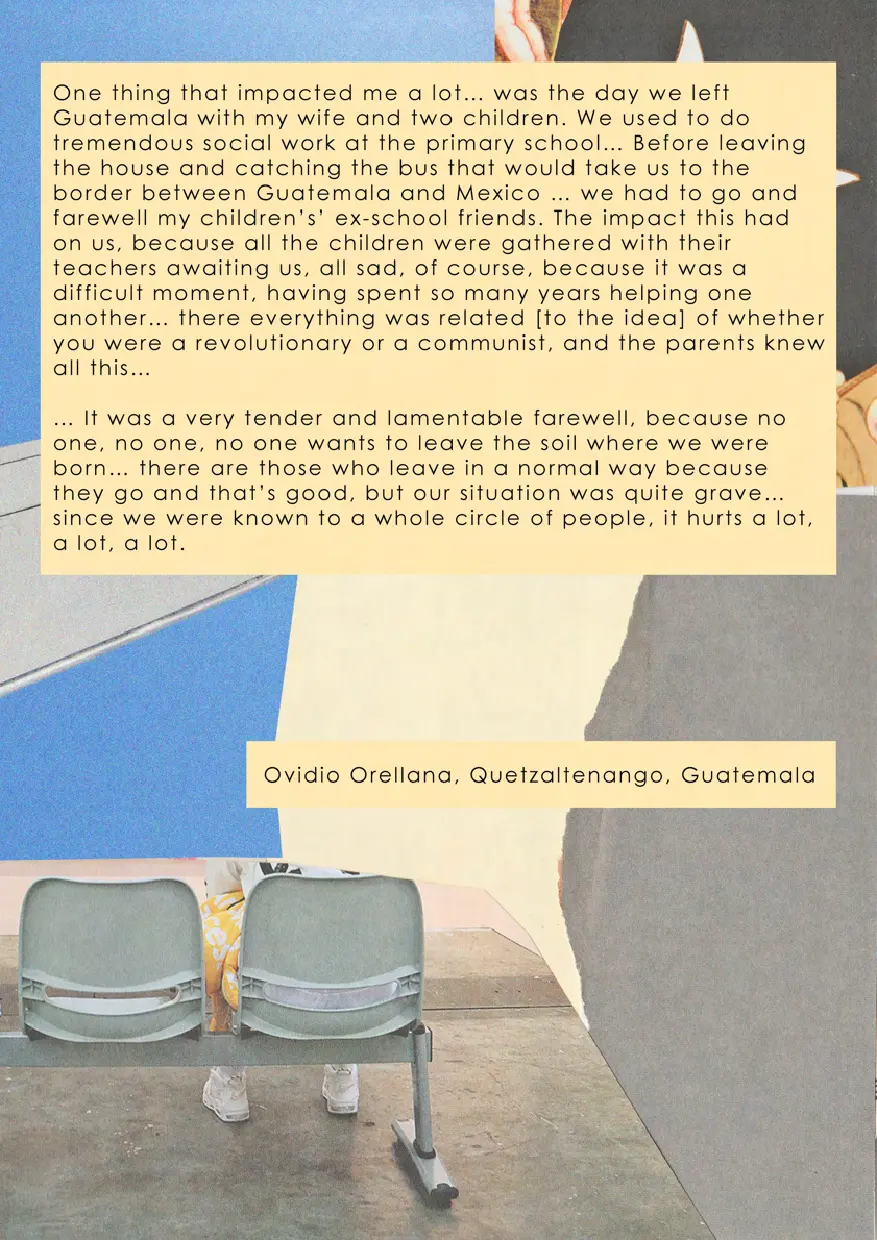 One thing that impacted me a lot... was the day we left
Guatemala with my wife and two children. We used to do
tremendous social work at the primary school... Before leaving
the house and catching the bus that would take us to the
border between Guatemala and Mexico ... we had to go and
farewell my children's' ex-school friends. The impact this had
on us, because all the children were gathered with their
teachers awaiting us, all sad, of course, because it was a
difficult moment, having spent so many years helping one
another... there everything was related [to the idea] of whether
you were a revolutionary or a communist, and the parents knew
all this...
... It was a very tender and lamentable farewell, because no
one, no one, no one wants to leave the soil where we were
born... there are those who leave in a normal way because
they go and that's good, but our situation was quite grave...
since we were known to a whole circle of people, it hurts a lot,
a lot, a lot.
Ovidio Orellana, Quetzaltenango, Guatemala